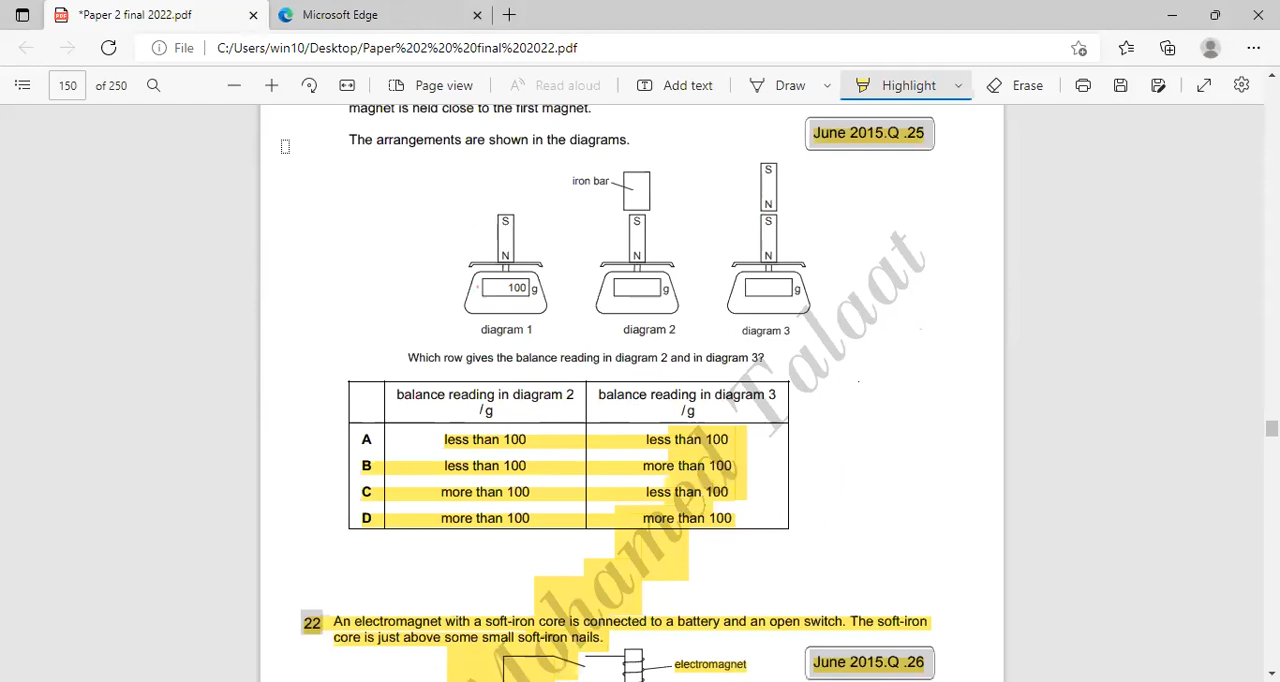 *Paper 2 final 2022.pdf
Microsoft Edge
File
C:/Users/win10/Desktop/Paper%202%20%20final%202022.pdf
150 of 250
Page view
Read aloud
Add text
Draw
Highlight
Erase
magnet is held close to the first magnet.
The arrangements are shown in the diagrams.
June 2015.Q .25
iron bar
S
N
S
N
S
N
S
N
100 g
g
g
diagram 1
diagram 2
diagram 3
Which row gives the balance reading in diagram 2 and in diagram 3?
balance reading in diagram 2 /g
balance reading in diagram 3 /g
A less than 100 less than 100
B less than 100 more than 100
C more than 100 less than 100
D more than 100 more than 100
Mohamed Talaat
22 An electromagnet with a soft-iron core is connected to a battery and an open switch. The soft-iron
core is just above some small soft-iron nails.
June 2015.Q .26
electromagnet